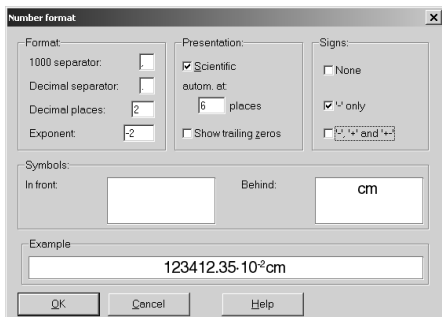 Number format
Format:
1000 separator: ,
Decimal separator: .
Decimal places: 2
Exponent: -2
Presentation:
Scientific
autom. at:
6 places
Show trailing zeros
Signs:
None
'-' only
'-', '+' and '+-'
Symbols:
In front:
Behind: cm
Example
123412.35·10-2cm
OK Cancel Help